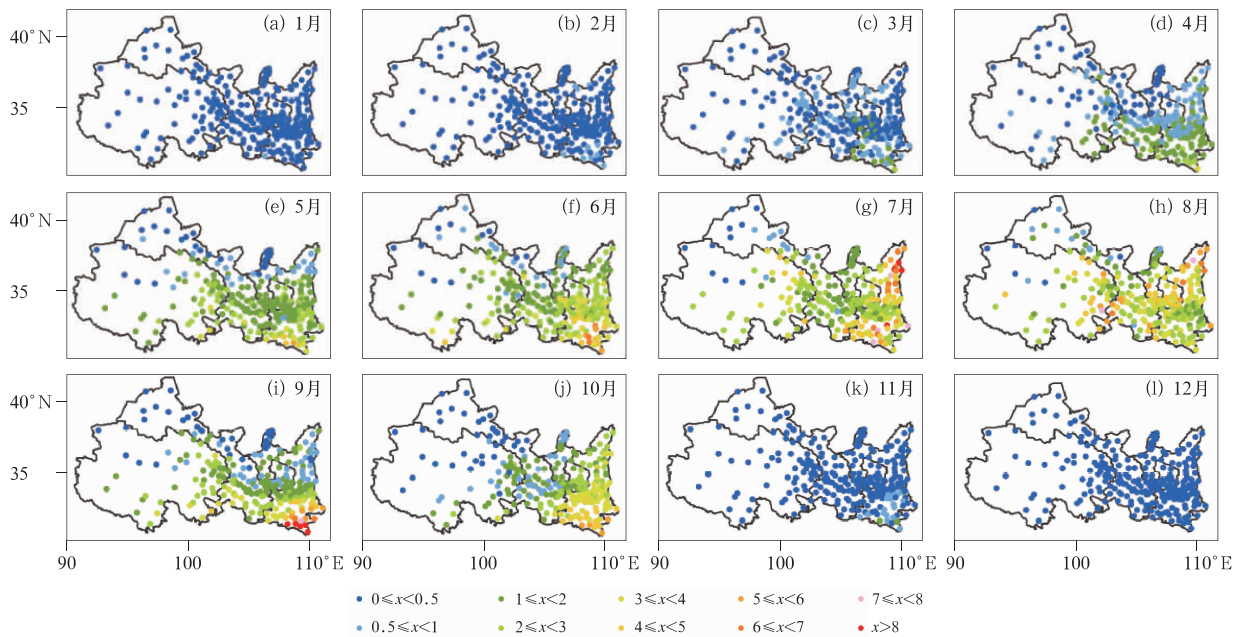 (a) 1月 (b) 2月 (c) 3月 (d) 4月
40°N
35
(e) 5月 (f) 6月 (g) 7月 (h) 8月
40°N
35
(i) 9月 (j) 10月 (k) 11月 (l) 12月
40°N
35
90 100 110°E 90 100 110°E 90 100 110°E 90 100 110°E
0≤x<0.5 1≤x<2 3≤x<4 5≤x<6 7≤x<8
0.5≤x<1 2≤x<3 4≤x<5 6≤x<7 x>8